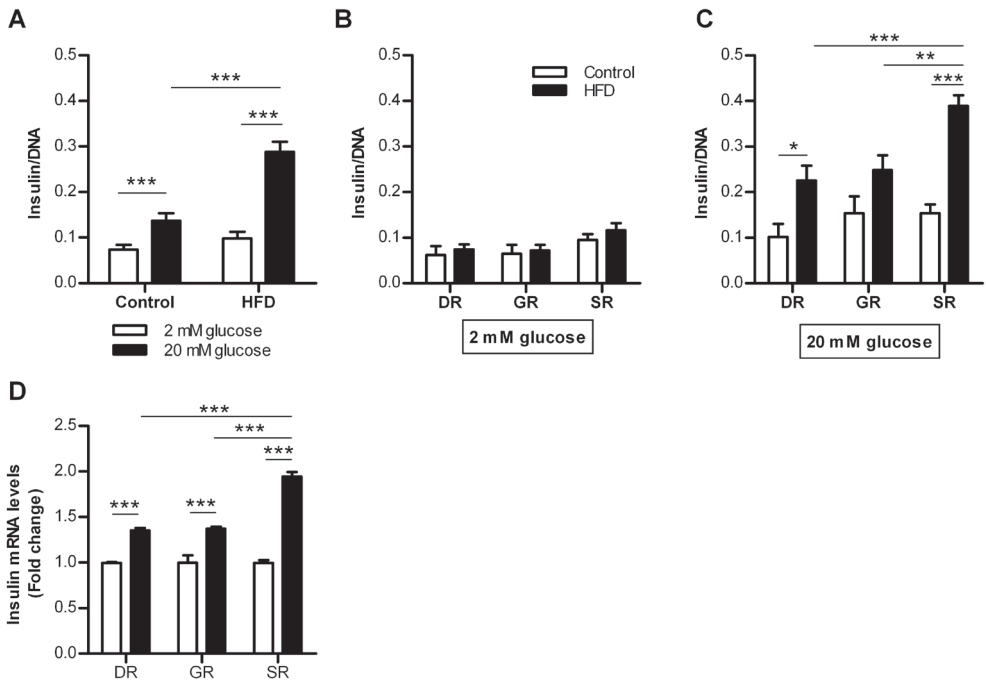 A
Insulin/DNA
0.5
0.4
0.3
0.2
0.1
0.0
***
***
***
Control
HFD
2 mM glucose
20 mM glucose
B
Insulin/DNA
0.5
0.4
0.3
0.2
0.1
0.0
Control
HFD
DR
GR
SR
2 mM glucose
C
Insulin/DNA
0.5
0.4
0.3
0.2
0.1
0.0
***
**
***
*
DR
GR
SR
20 mM glucose
D
Insulin mRNA levels
(Fold change)
2.5
2.0
1.5
1.0
0.5
0.0
***
***
***
***
***
DR
GR
SR